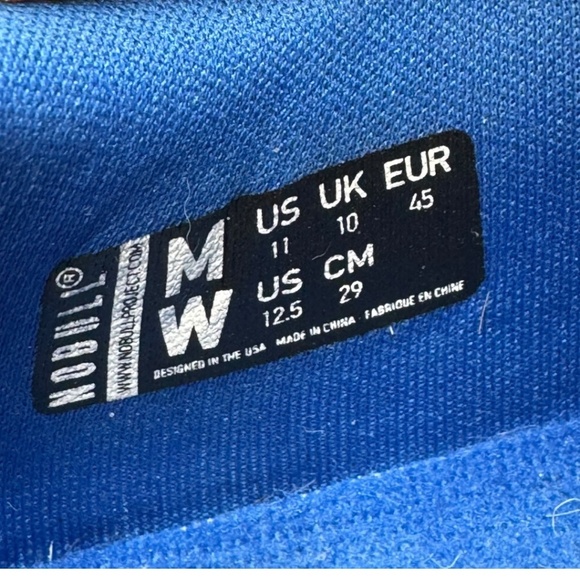 NOBULL®
WWW.NOBULLPROJECT.COM
M US UK EUR
11 10 45
W US CM
12.5 29
DESIGNED IN THE USA MADE IN CHINA · FABRIQUE EN CHINE